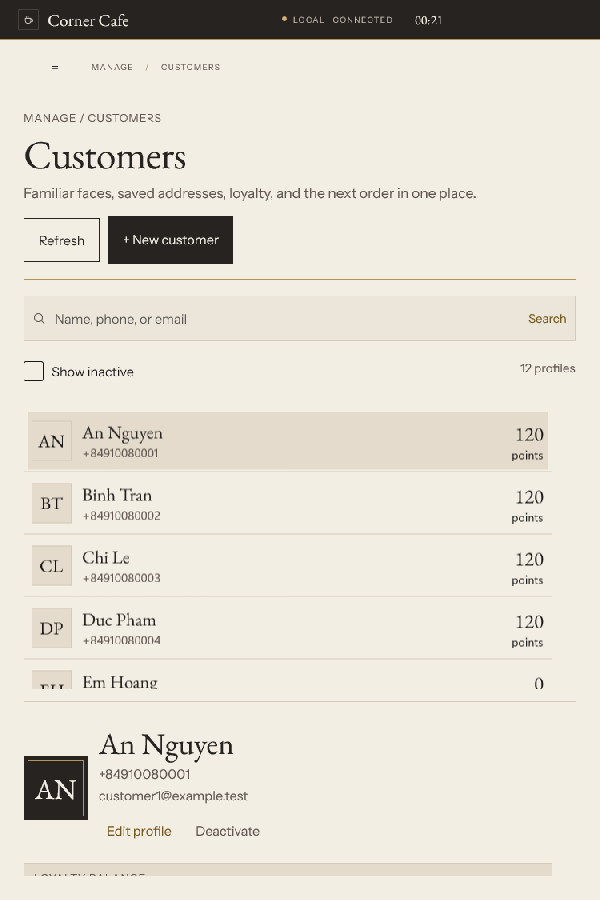 Corner Cafe
LOCAL CONNECTED
00:21
MANAGE / CUSTOMERS
MANAGE / CUSTOMERS
Customers
Familiar faces, saved addresses, loyalty, and the next order in one place.
Refresh
+ New customer
Name, phone, or email
Search
Show inactive
12 profiles
AN
An Nguyen
+84910080001
120
points
BT
Binh Tran
+84910080002
120
points
CL
Chi Le
+84910080003
120
points
DP
Duc Pham
+84910080004
120
points
EH
Em Hoang
0
AN
An Nguyen
+84910080001
customer1@example.test
Edit profile
Deactivate
LOYALTY BALANCE